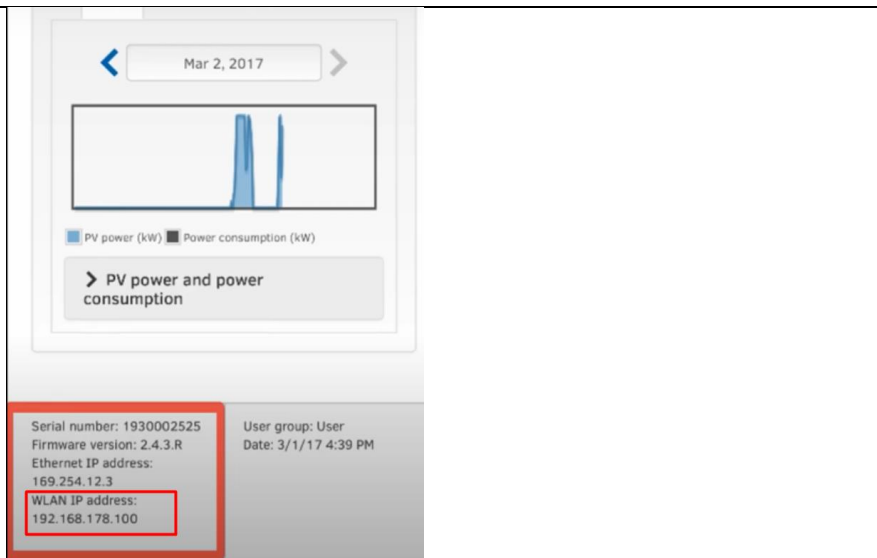 Mar 2, 2017
PV power (kW) Power consumption (kW)
PV power and power
consumption
Serial number: 1930002525
Firmware version: 2.4.3.R
Ethernet IP address:
169.254.12.3
WLAN IP address:
192.168.178.100
User group: User
Date: 3/1/17 4:39 PM